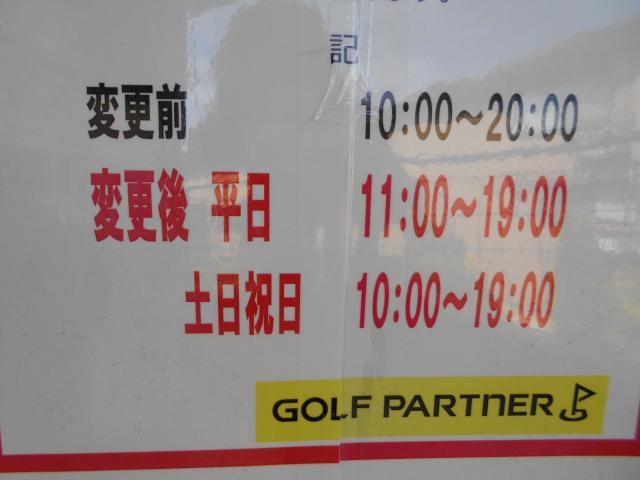 記
変更前 10:00～20:00
変更後 平日 11:00～19:00
土日祝日 10:00～19:00
GOLF PARTNER